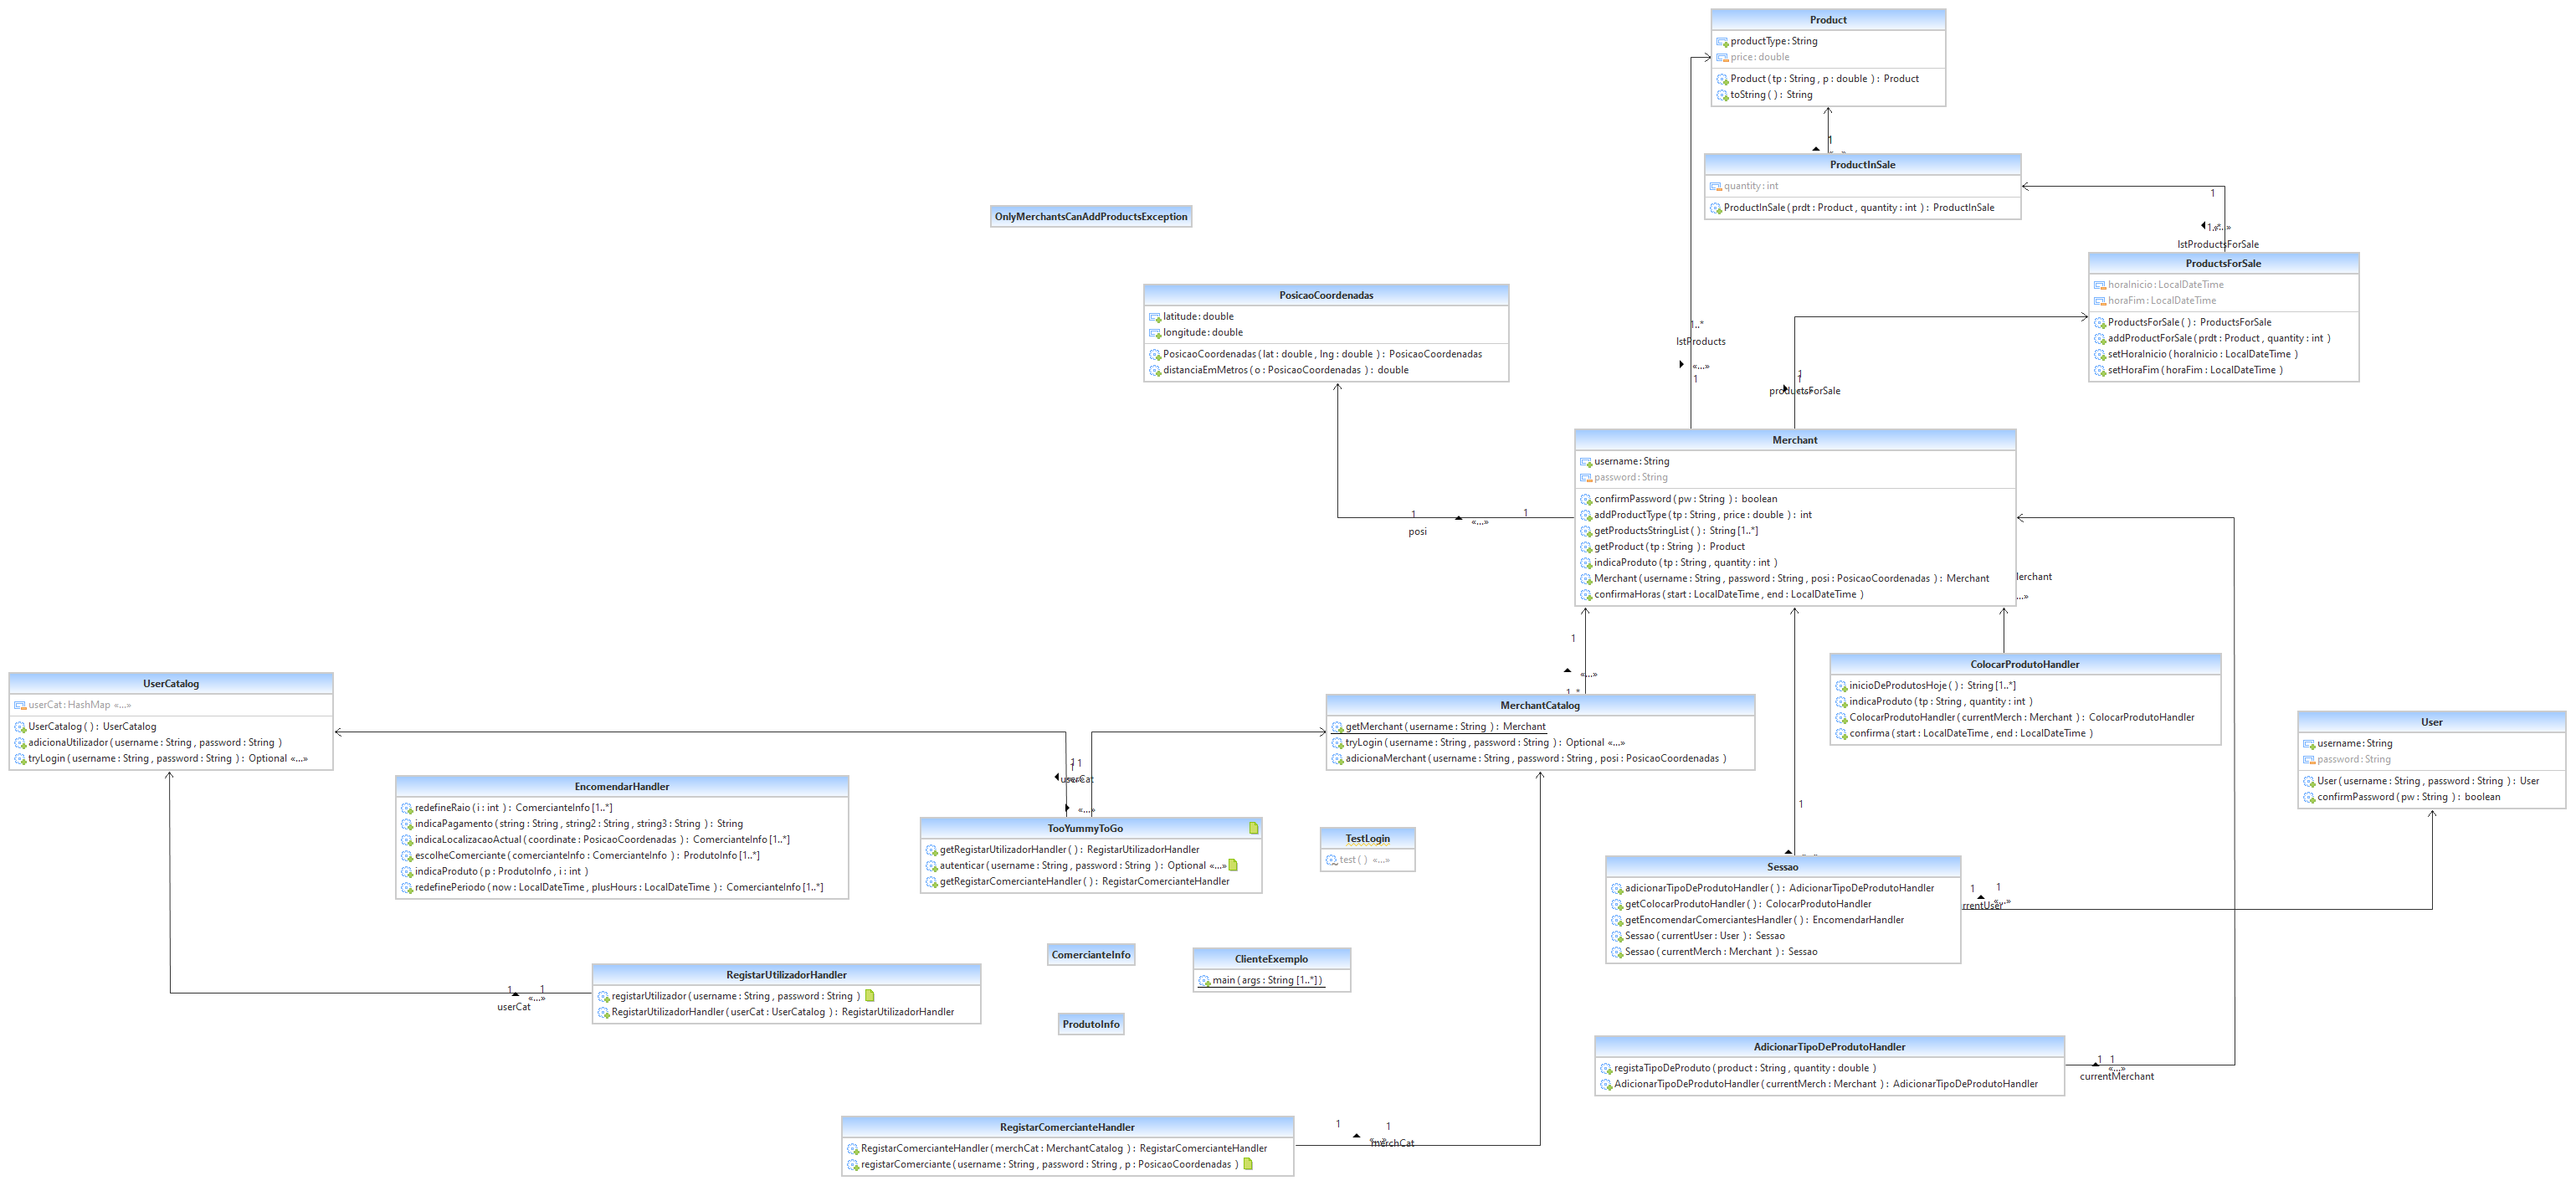 Product
productType: String
price: double
Product ( tp : String , p : double ) : Product
toString ( ) : String
1
«...»
ProductInSale
quantity: int
ProductInSale ( prdt : Product , quantity : int ) : ProductInSale
1
1..*
lstProductsForSale
ProductsForSale
horaInicio: LocalDateTime
horaFim: LocalDateTime
ProductsForSale ( ) : ProductsForSale
addProductForSale ( prdt : Product , quantity : int )
setHoraInicio ( horaInicio : LocalDateTime )
setHoraFim ( horaFim : LocalDateTime )
OnlyMerchantsCanAddProductsException
PosicaoCoordenadas
latitude: double
longitude: double
PosicaoCoordenadas ( lat : double , lng : double ) : PosicaoCoordenadas
distanciaEmMetros ( o : PosicaoCoordenadas ) : double
1..*
lstProducts
«...»
1
1
productsForSale
Merchant
username: String
password: String
confirmPassword ( pw : String ) : boolean
addProductType ( tp : String , price : double ) : int
getProductsStringList ( ) : String [1..*]
getProduct ( tp : String ) : Product
indicaProduto ( tp : String , quantity : int )
Merchant ( username : String , password : String , posi : PosicaoCoordenadas ) : Merchant
confirmaHoras ( start : LocalDateTime , end : LocalDateTime )
1
posi
«...»
1
erchant
...»
1
«...»
1..*
ColocarProdutoHandler
inicioDeProdutosHoje ( ) : String [1..*]
indicaProduto ( tp : String , quantity : int )
ColocarProdutoHandler ( currentMerch : Merchant ) : ColocarProdutoHandler
confirma ( start : LocalDateTime , end : LocalDateTime )
UserCatalog
userCat: HashMap «...»
UserCatalog ( ) : UserCatalog
adicionaUtilizador ( username : String , password : String )
tryLogin ( username : String , password : String ) : Optional «...»
MerchantCatalog
getMerchant ( username : String ) : Merchant
tryLogin ( username : String , password : String ) : Optional «...»
adicionaMerchant ( username : String , password : String , posi : PosicaoCoordenadas )
User
username: String
password: String
User ( username : String , password : String ) : User
confirmPassword ( pw : String ) : boolean
EncomendarHandler
redefineRaio ( i : int ) : ComercianteInfo [1..*]
indicaPagamento ( string : String , string2 : String , string3 : String ) : String
indicaLocalizacaoActual ( coordinate : PosicaoCoordenadas ) : ComercianteInfo [1..*]
escolheComerciante ( comercianteInfo : ComercianteInfo ) : ProdutoInfo [1..*]
indicaProduto ( p : ProdutoInfo , i : int )
redefinePeriodo ( now : LocalDateTime , plusHours : LocalDateTime ) : ComercianteInfo [1..*]
1
1
userCat
«...»
TooYummyToGo
getRegistarUtilizadorHandler ( ) : RegistarUtilizadorHandler
autenticar ( username : String , password : String ) : Optional «...»
getRegistarComercianteHandler ( ) : RegistarComercianteHandler
TestLogin
test ( ) «...»
1
Sessao
adicionarTipoDeProdutoHandler ( ) : AdicionarTipoDeProdutoHandler
getColocarProdutoHandler ( ) : ColocarProdutoHandler
getEncomendarComerciantesHandler ( ) : EncomendarHandler
Sessao ( currentUser : User ) : Sessao
Sessao ( currentMerch : Merchant ) : Sessao
1
1
«...»
rrentUser
ComercianteInfo
ClienteExemplo
main ( args : String [1..*] )
ProdutoInfo
RegistarUtilizadorHandler
registarUtilizador ( username : String , password : String )
RegistarUtilizadorHandler ( userCat : UserCatalog ) : RegistarUtilizadorHandler
1
1
«...»
userCat
AdicionarTipoDeProdutoHandler
registaTipoDeProduto ( product : String , quantity : double )
AdicionarTipoDeProdutoHandler ( currentMerch : Merchant ) : AdicionarTipoDeProdutoHandler
1
1
«...»
currentMerchant
RegistarComercianteHandler
RegistarComercianteHandler ( merchCat : MerchantCatalog ) : RegistarComercianteHandler
registarComerciante ( username : String , password : String , p : PosicaoCoordenadas )
1
1
merchCat